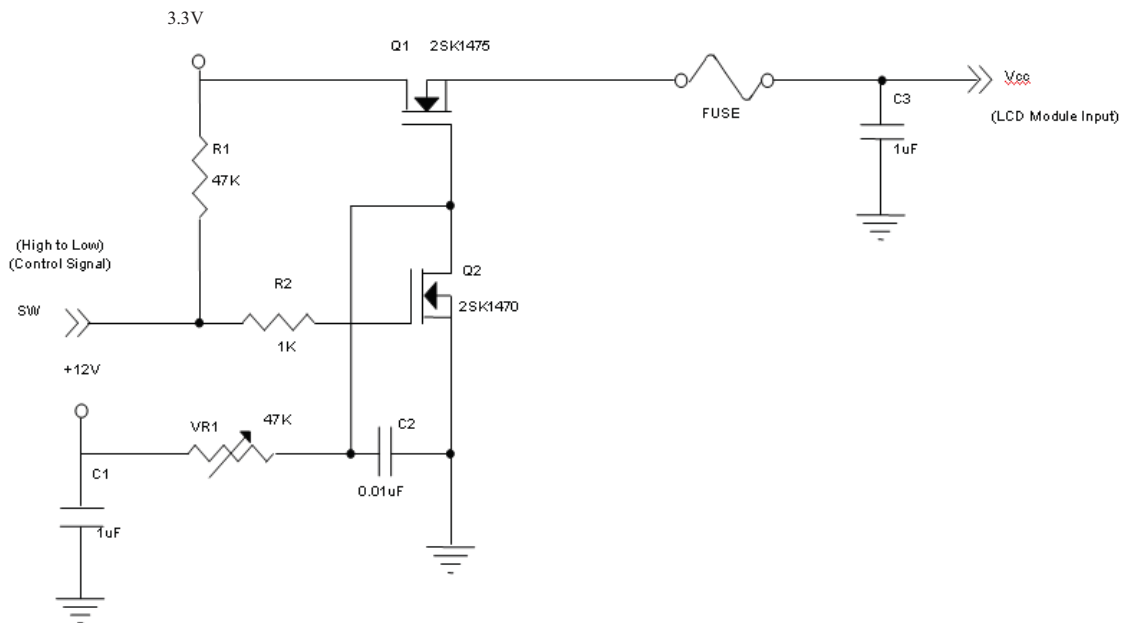 3.3V
Q1 2SK1475
Vcc
FUSE
C3
(LCD Module Input)
1uF
R1
47K
(High to Low)
(Control Signal)
SW
R2
1K
Q2
2SK1470
+12V
VR1
47K
C2
0.01uF
C1
1uF